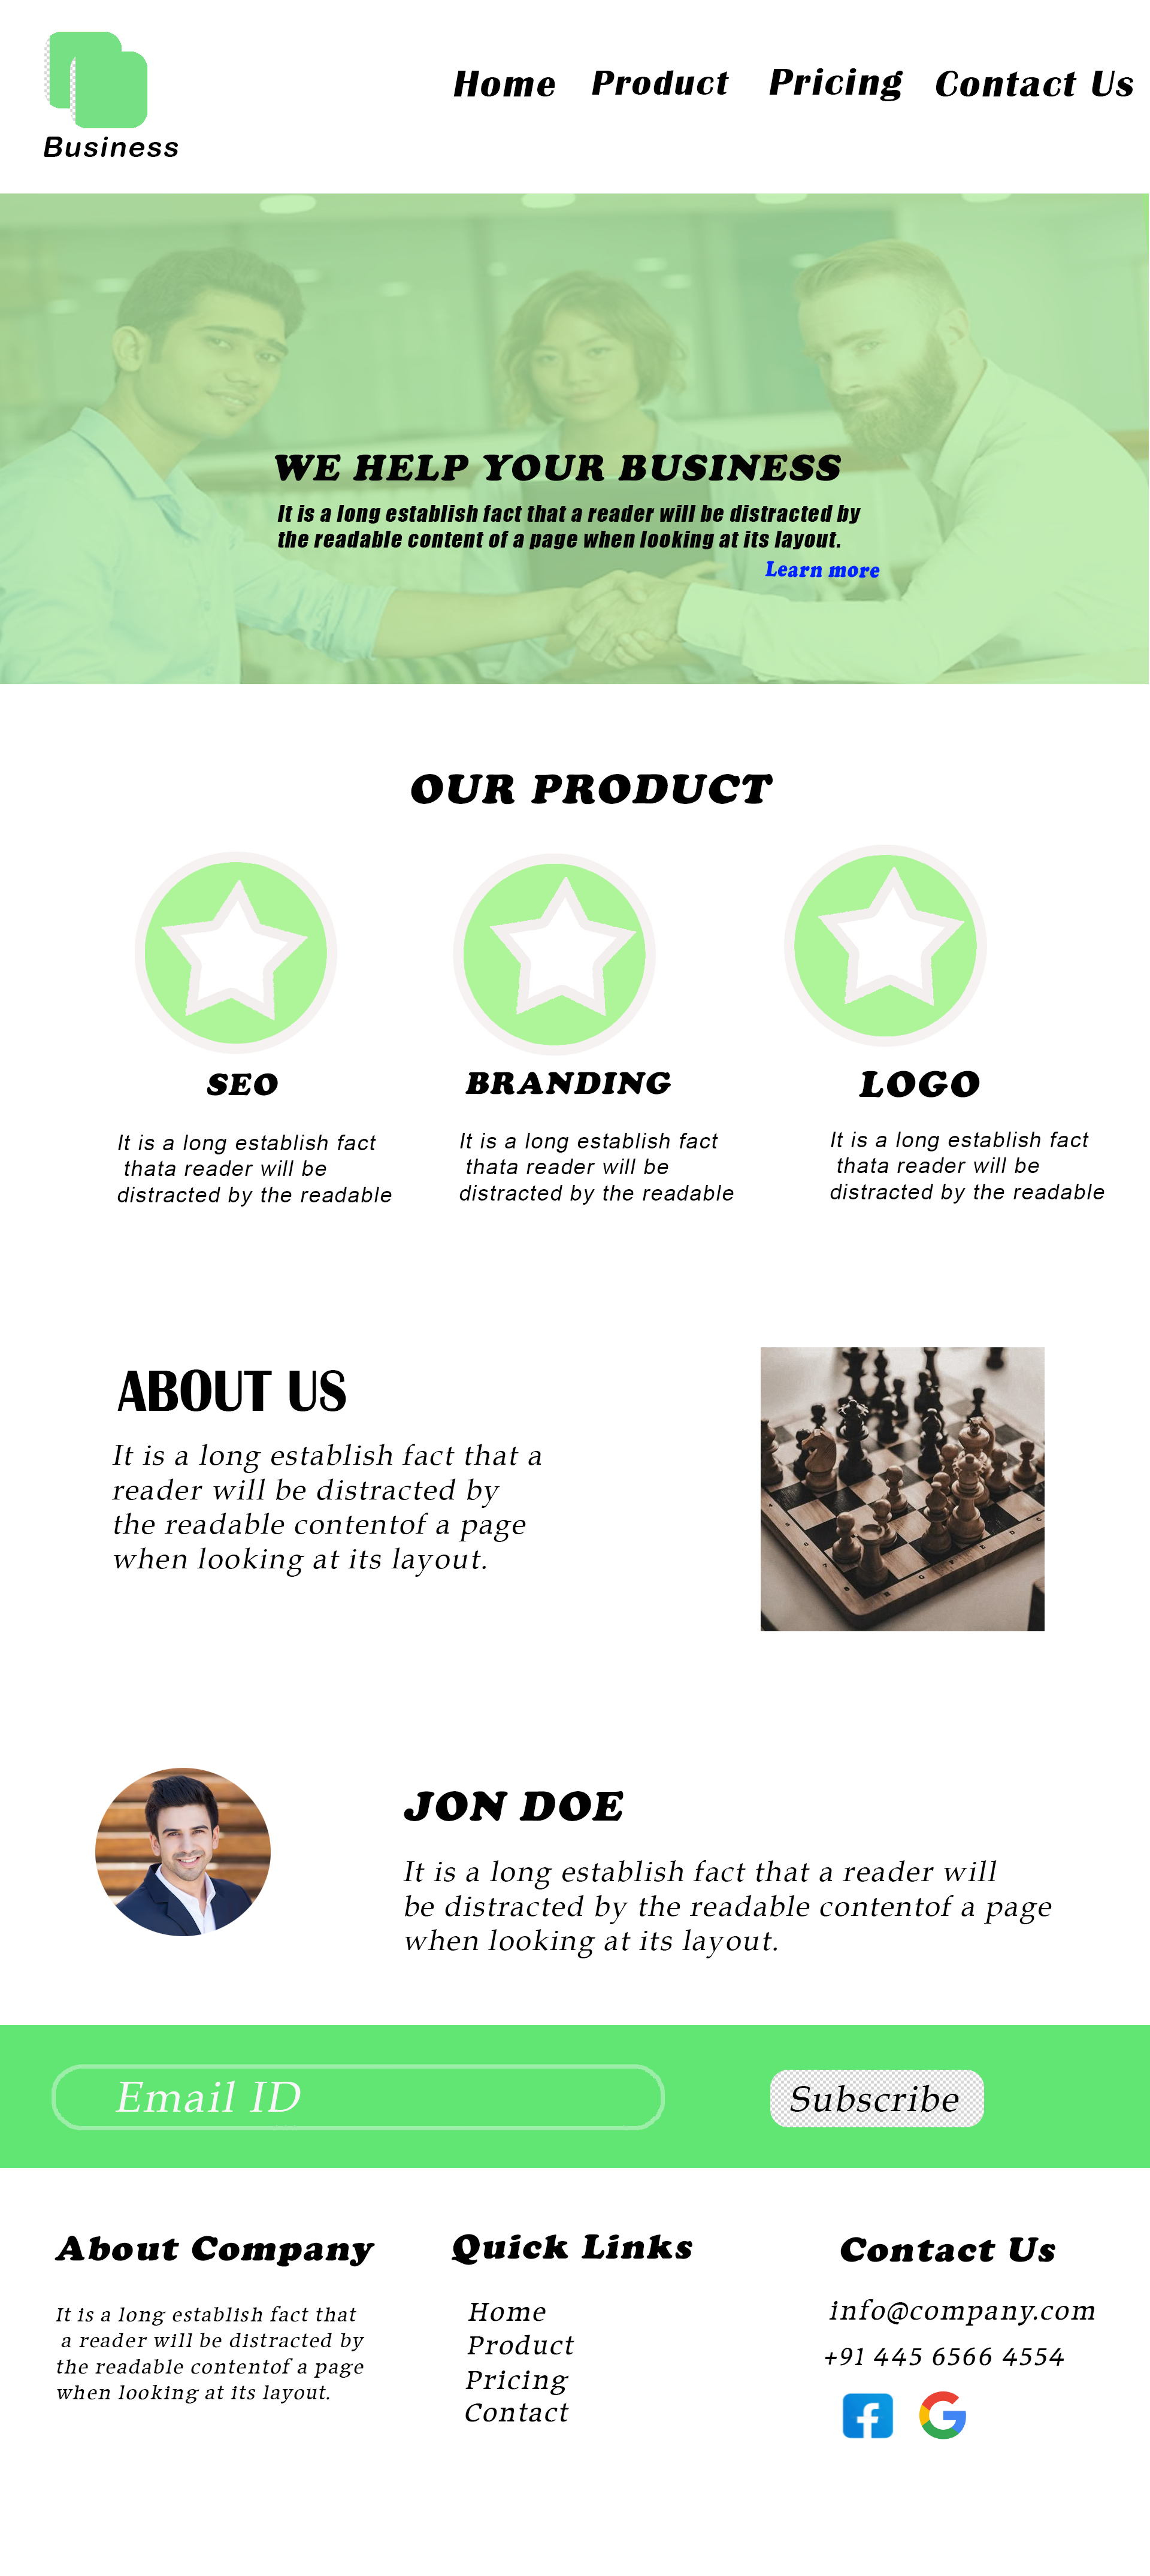 Business
Home Product Pricing Contact Us
WE HELP YOUR BUSINESS
It is a long establish fact that a reader will be distracted by
the readable content of a page when looking at its layout.
Learn more
OUR PRODUCT
SEO
It is a long establish fact
thata reader will be
distracted by the readable
BRANDING
It is a long establish fact
thata reader will be
distracted by the readable
LOGO
It is a long establish fact
thata reader will be
distracted by the readable
ABOUT US
It is a long establish fact that a
reader will be distracted by
the readable contentof a page
when looking at its layout.
JON DOE
It is a long establish fact that a reader will
be distracted by the readable contentof a page
when looking at its layout.
Email ID
Subscribe
About Company
It is a long establish fact that
a reader will be distracted by
the readable contentof a page
when looking at its layout.
Quick Links
Home
Product
Pricing
Contact
Contact Us
info@company.com
+91 445 6566 4554